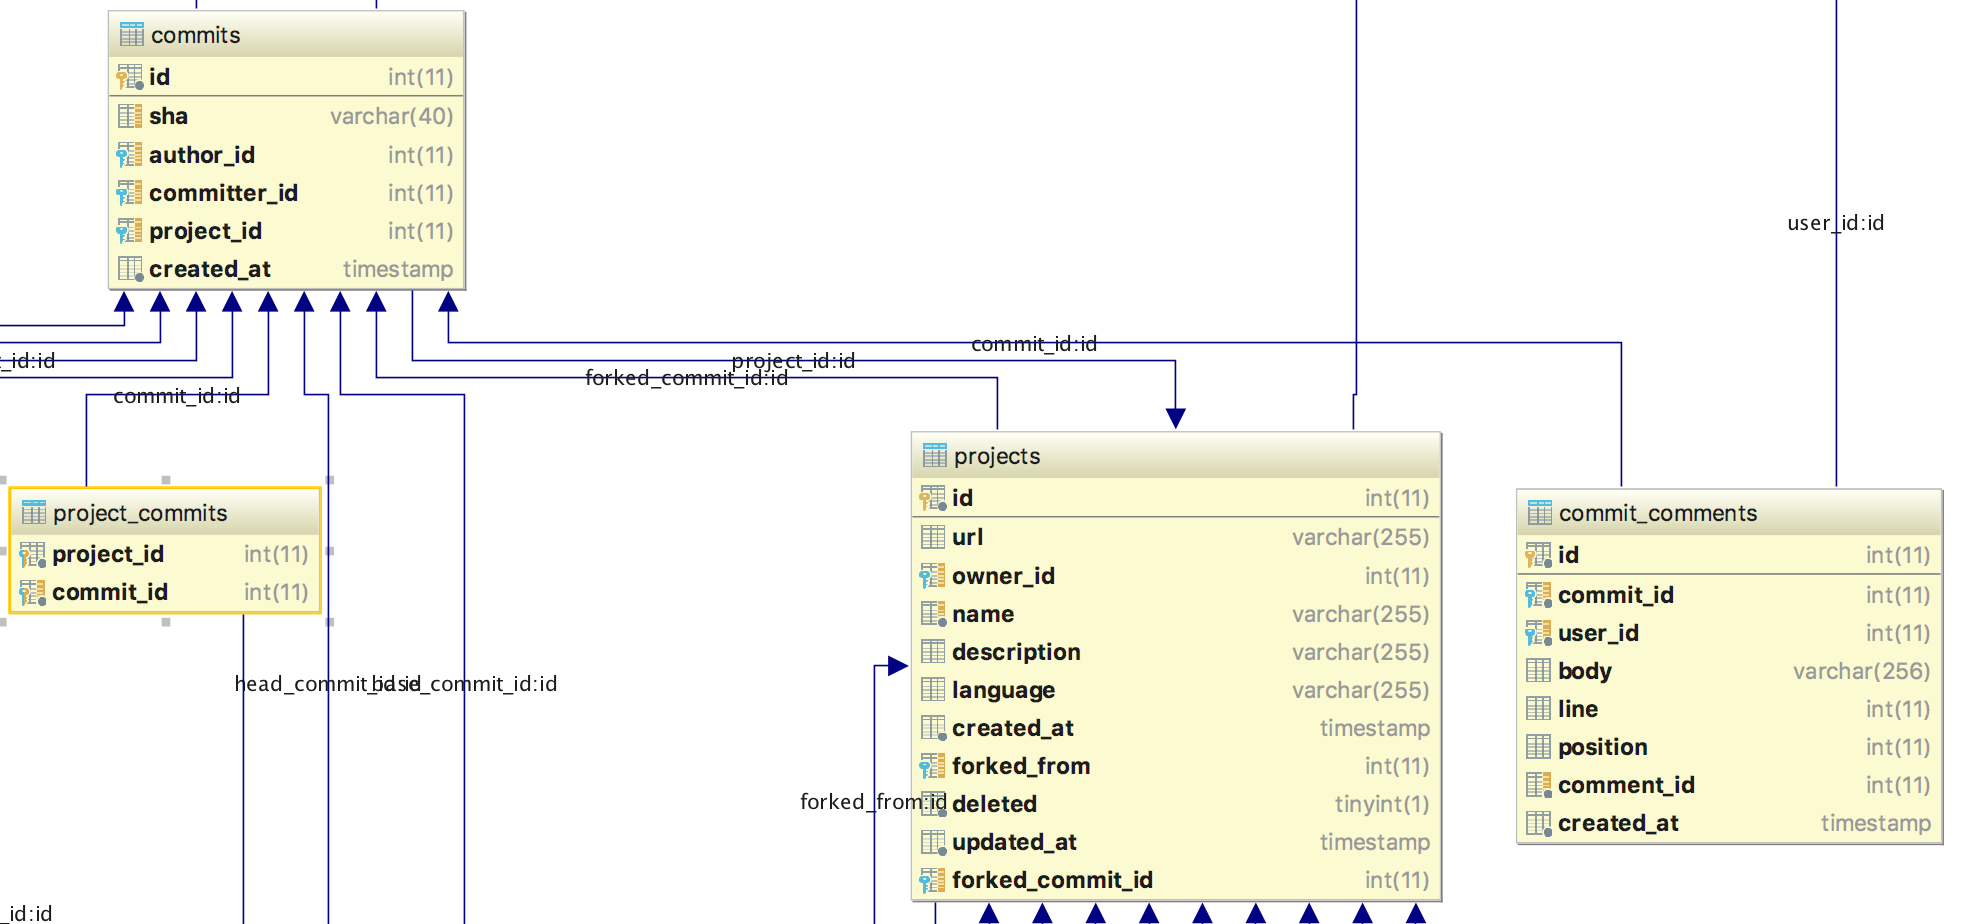 commits
id int(11)
sha varchar(40)
author_id int(11)
committer_id int(11)
project_id int(11)
created_at timestamp
user_id:id
commit_id:id
_id:id
project_id:id
forked_commit_id:id
commit_id:id
projects
id int(11)
url varchar(255)
owner_id int(11)
name varchar(255)
description varchar(255)
language varchar(255)
created_at timestamp
forked_from int(11)
deleted tinyint(1)
updated_at timestamp
forked_commit_id int(11)
project_commits
project_id int(11)
commit_id int(11)
commit_comments
id int(11)
commit_id int(11)
user_id int(11)
body varchar(256)
line int(11)
position int(11)
comment_id int(11)
created_at timestamp
head_commit_id:id
base_commit_id:id
forked_from:id
_id:id